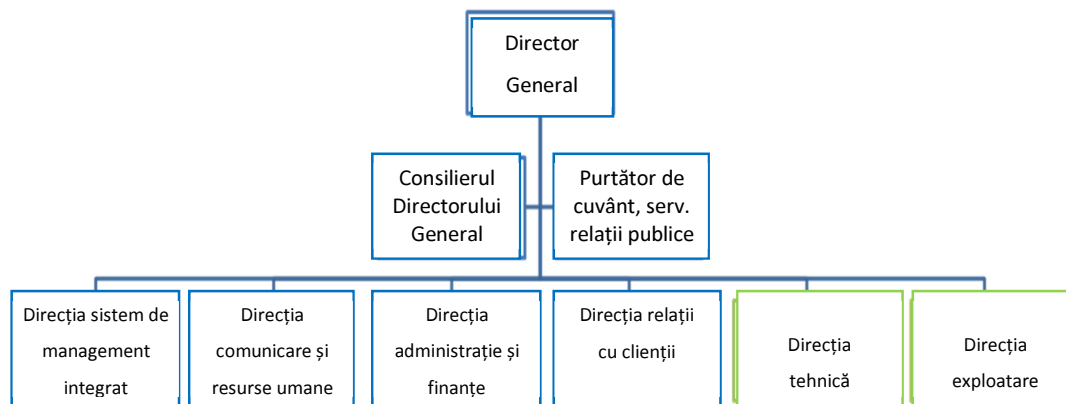 Director
General
Consilierul
Directorului
General
Purtător de
cuvânt, serv.
relații publice
Direcția sistem de
management
integrat
Direcția
comunicare și
resurse umane
Direcția
administrație și
finanțe
Direcția relații
cu clienții
Direcția
tehnică
Direcția
exploatare